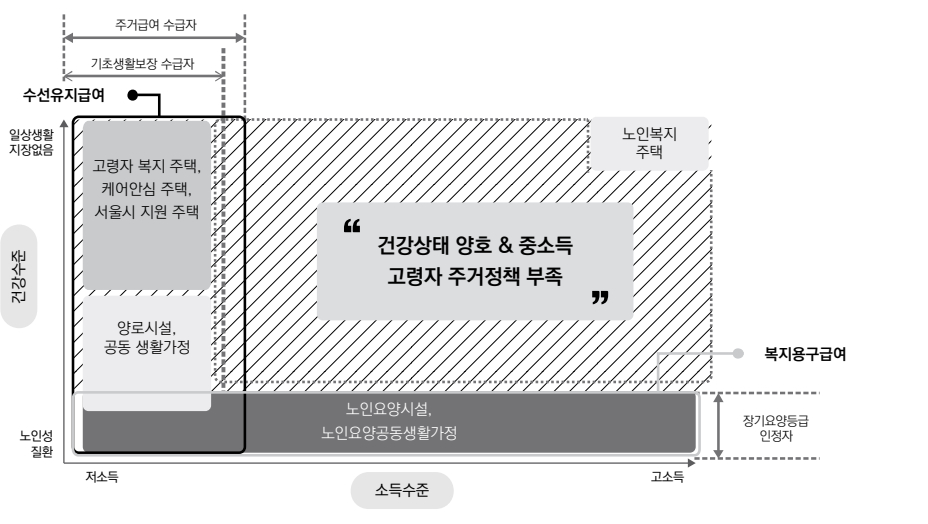 주거급여 수급자
기초생활보장 수급자
수선유지급여
일상생활
지장없음
고령자 복지 주택,
케어안심 주택,
서울시 지원 주택
노인복지
주택
“
건강상태 양호 & 중소득
고령자 주거정책 부족
”
건강수준
양로시설,
공동 생활가정
복지용구급여
노인요양시설,
노인요양공동생활가정
장기요양등급
인정자
노인성
질환
저소득
소득수준
고소득